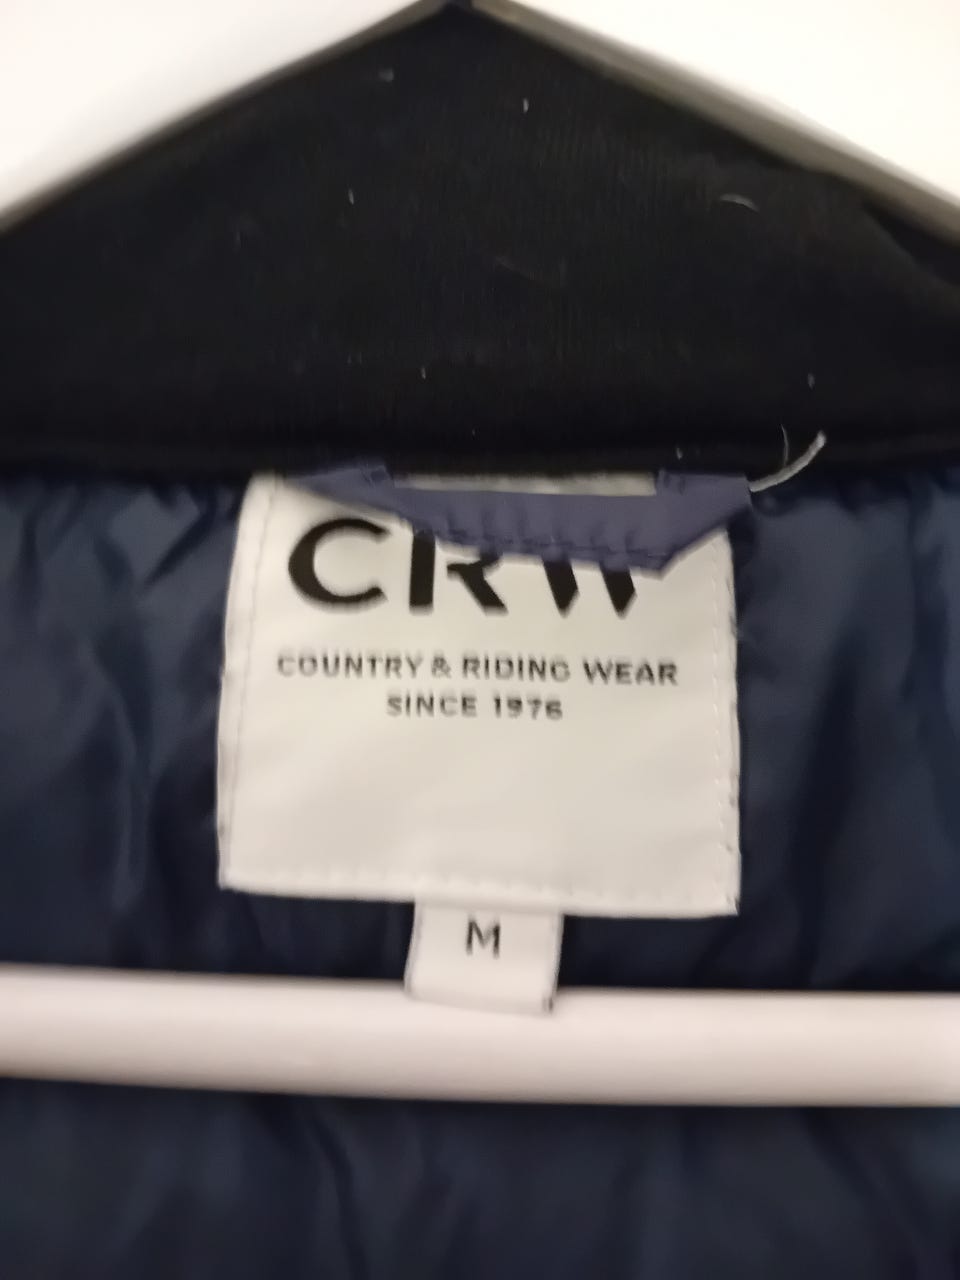 CRW
COUNTRY & RIDING WEAR
SINCE 1976
M